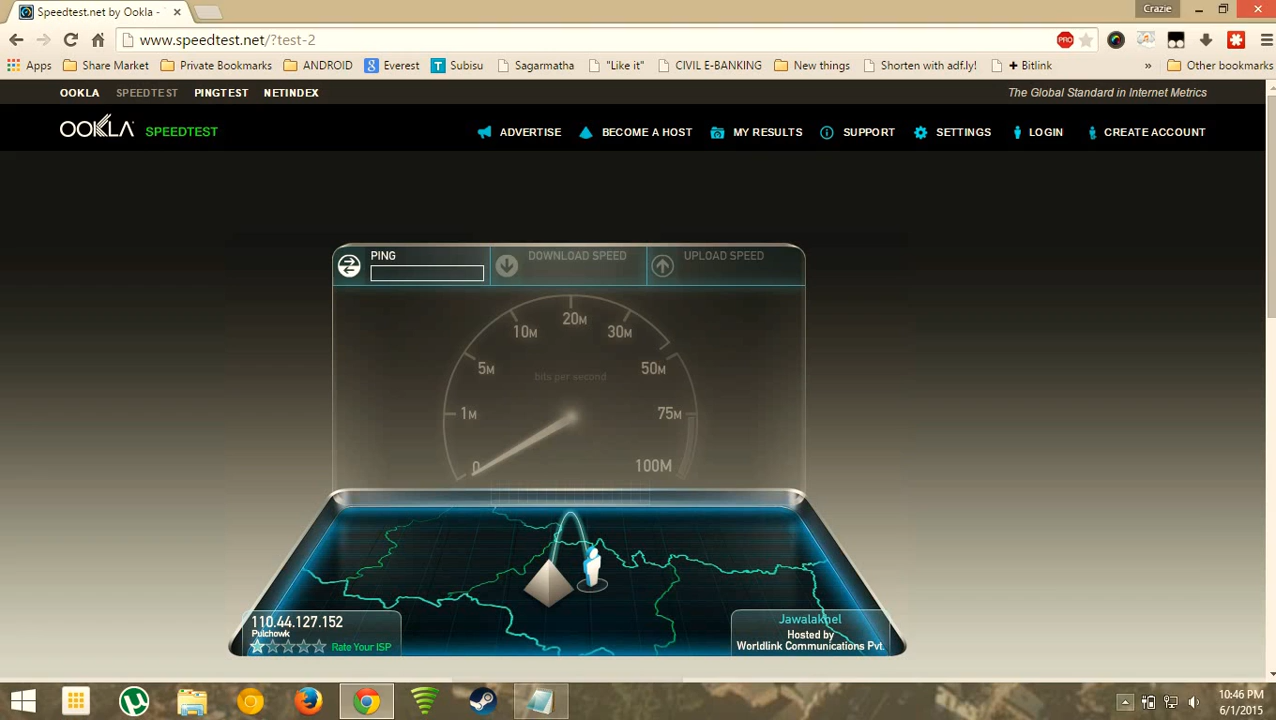 Speedtest.net by Ookla -
Crazie
www.speedtest.net/?test-2
PRO
Apps Share Market Private Bookmarks ANDROID Everest Subisu Sagarmatha "Like it" CIVIL E-BANKING New things Shorten with adf.ly! + Bitlink » Other bookmarks
OOKLA SPEEDTEST PINGTEST NETINDEX The Global Standard in Internet Metrics
OOKLA SPEEDTEST ADVERTISE BECOME A HOST MY RESULTS SUPPORT SETTINGS LOGIN CREATE ACCOUNT
PING DOWNLOAD SPEED UPLOAD SPEED
20M
10M 30M
5M 50M
bits per second
1M 75M
0 100M
110.44.127.152
Pulchowk
Rate Your ISP
Jawalakhel
Hosted by
Worldlink Communications Pvt.
10:46 PM
6/1/2015